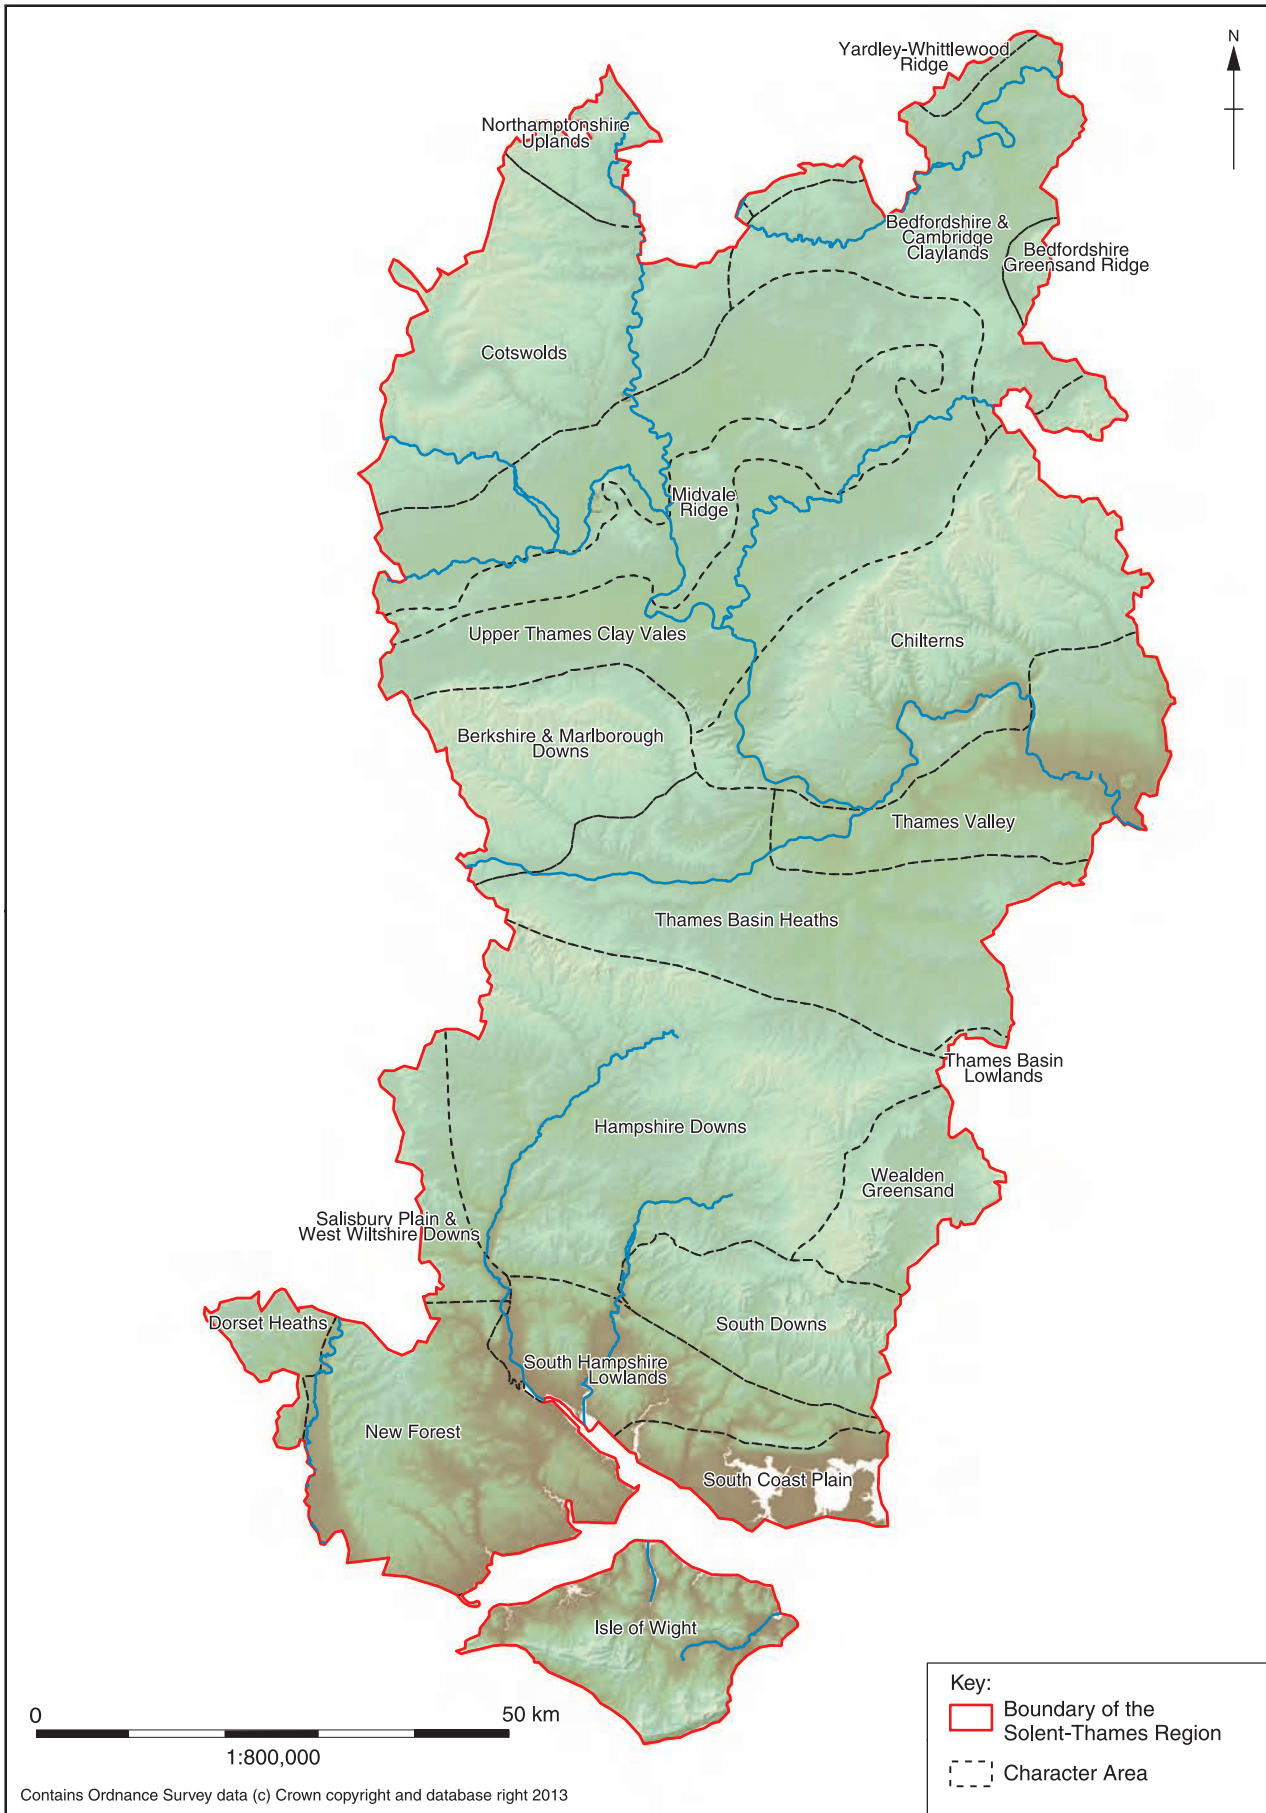 N
Yardley-Whittlewood
Ridge
Northamptonshire
Uplands
Bedfordshire &
Cambridge
Claylands
Bedfordshire
Greensand Ridge
Cotswolds
Midvale
Ridge
Upper Thames Clay Vales
Chilterns
Berkshire & Marlborough
Downs
Thames Valley
Thames Basin Heaths
Thames Basin
Lowlands
Hampshire Downs
Wealden
Greensand
Salisbury Plain &
West Wiltshire Downs
Dorset Heaths
South Downs
South Hampshire
Lowlands
New Forest
South Coast Plain
Isle of Wight
Key:
Boundary of the
Solent-Thames Region
Character Area
0 50 km
1:800,000
Contains Ordnance Survey data (c) Crown copyright and database right 2013